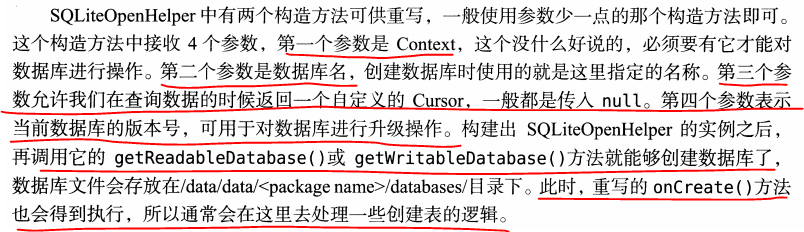 SQLiteOpenHelper 中有两个构造方法可供重写，一般使用参数少一点的那个构造方法即可。
这个构造方法中接收 4 个参数，第一个参数是 Context，这个没什么好说的，必须要有它才能对
数据库进行操作。第二个参数是数据库名，创建数据库时使用的就是这里指定的名称。第三个参
数允许我们在查询数据的时候返回一个自定义的 Cursor，一般都是传入 null。第四个参数表示
当前数据库的版本号，可用于对数据库进行升级操作。构建出 SQLiteOpenHelper 的实例之后，
再调用它的 getReadableDatabase()或 getWritableDatabase()方法就能够创建数据库了，
数据库文件会存放在/data/data/<package name>/databases/目录下。此时，重写的 onCreate()方法
也会得到执行，所以通常会在这里去处理一些创建表的逻辑。